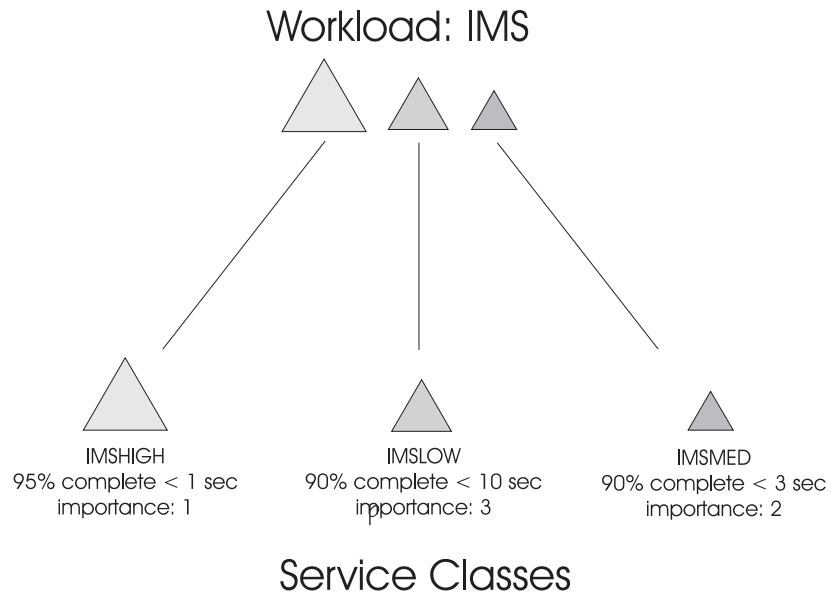 Workload: IMS
IMSHIGH
95% complete < 1 sec
importance: 1
IMSLOW
90% complete < 10 sec
importance: 3
p
IMSMED
90% complete < 3 sec
importance: 2
Service Classes